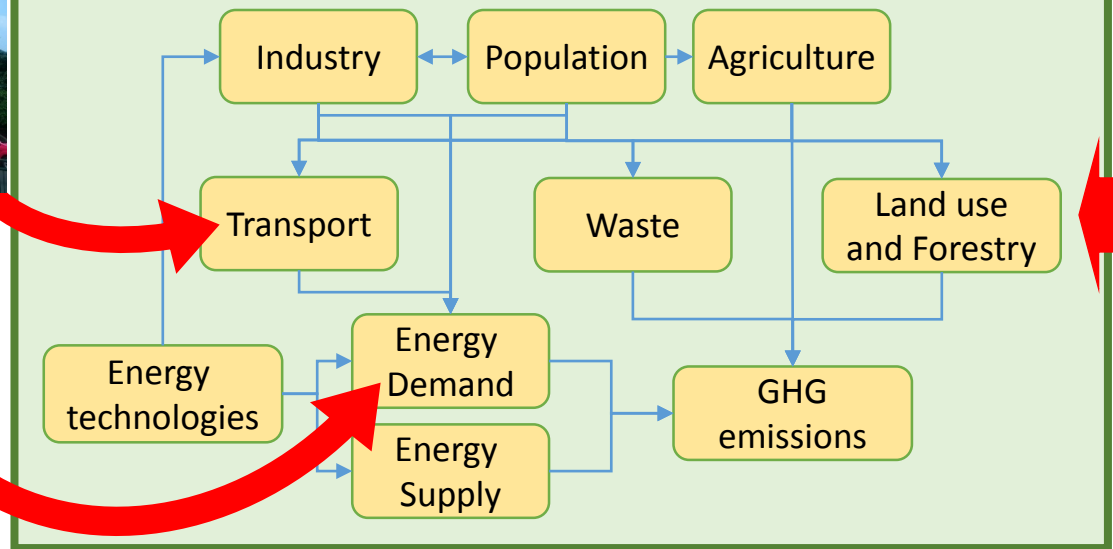 Industry
Population
Agriculture
Transport
Waste
Land use
and Forestry
Energy
technologies
Energy
Demand
Energy
Supply
GHG
emissions